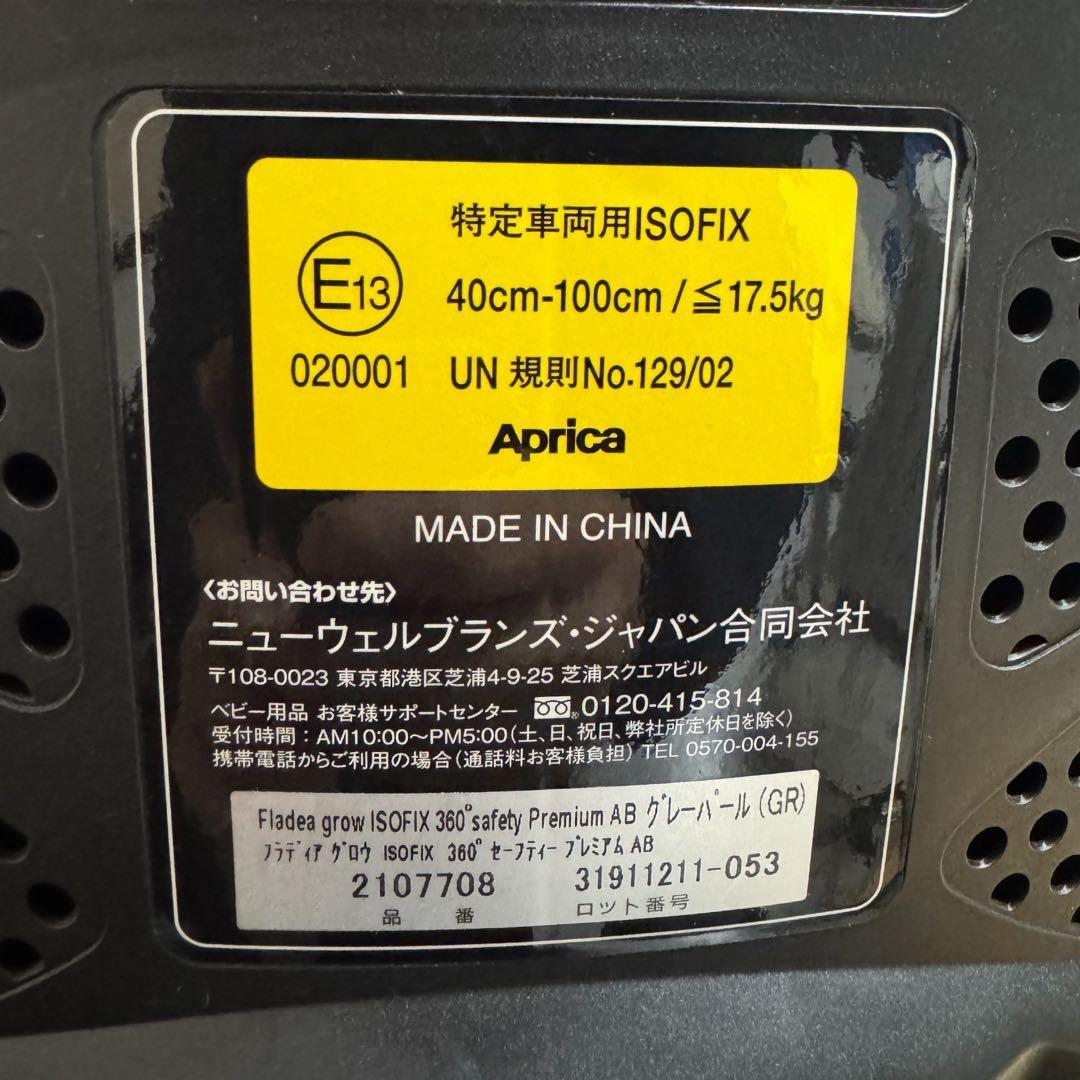 特定車両用ISOFIX
E13
40cm-100cm / ≦17.5kg
020001 UN 規則No.129/02
Aprica
MADE IN CHINA
〈お問い合わせ先〉
ニューウェルブランズ・ジャパン合同会社
〒108-0023 東京都港区芝浦4-9-25 芝浦スクエアビル
ベビー用品 お客様サポートセンター 0120-415-814
受付時間：AM10:00〜PM5:00（土、日、祝日、弊社所定休日を除く）
携帯電話からご利用の場合（通話料お客様負担）TEL 0570-004-155
Fladea grow ISOFIX 360°safety Premium AB グレーパール(GR)
フラディア グロウ ISOFIX 360° セーフティー プレミアム AB
2107708 31911211-053
品番 ロット番号